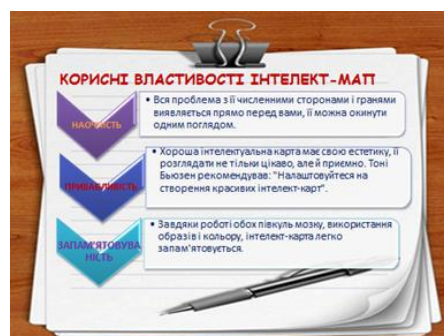 КОРИСНІ ВЛАСТИВОСТІ ІНТЕЛЕКТ-МАП
НАОЧНІСТЬ
• Вся проблема з її численними сторонами і гранями
виявляється прямо перед вами, її можна окинути
одним поглядом.
ПРИВАБЛИВІСТЬ
• Хороша інтелектуальна карта має свою естетику, її
розглядати не тільки цікаво, але й приємно. Тоні
Бьюзен рекомендував: "Налаштовуйтеся на
створення красивих інтелект-карт".
ЗАПАМ'ЯТОВУВА
НІСТЬ
• Завдяки роботі обох півкуль мозку, використання
образів і кольору, інтелект-карта легко
запам'ятовується.